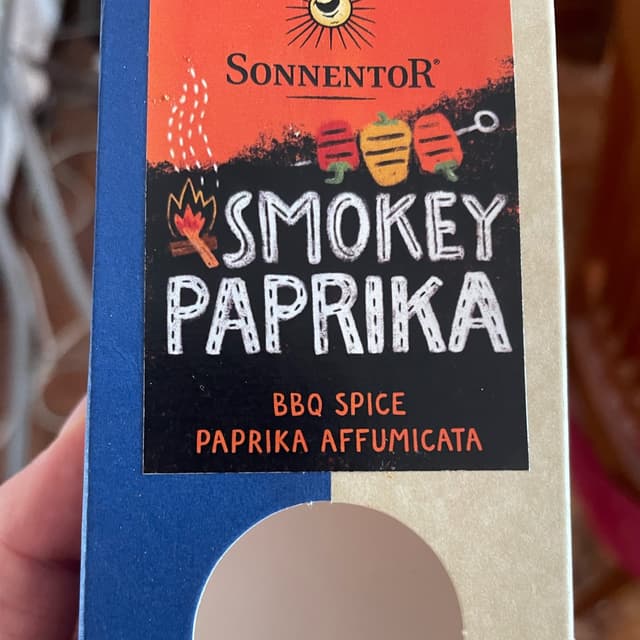 SONNENTOR®
SMOKEY
PAPRIKA
BBQ SPICE
PAPRIKA AFFUMICATA